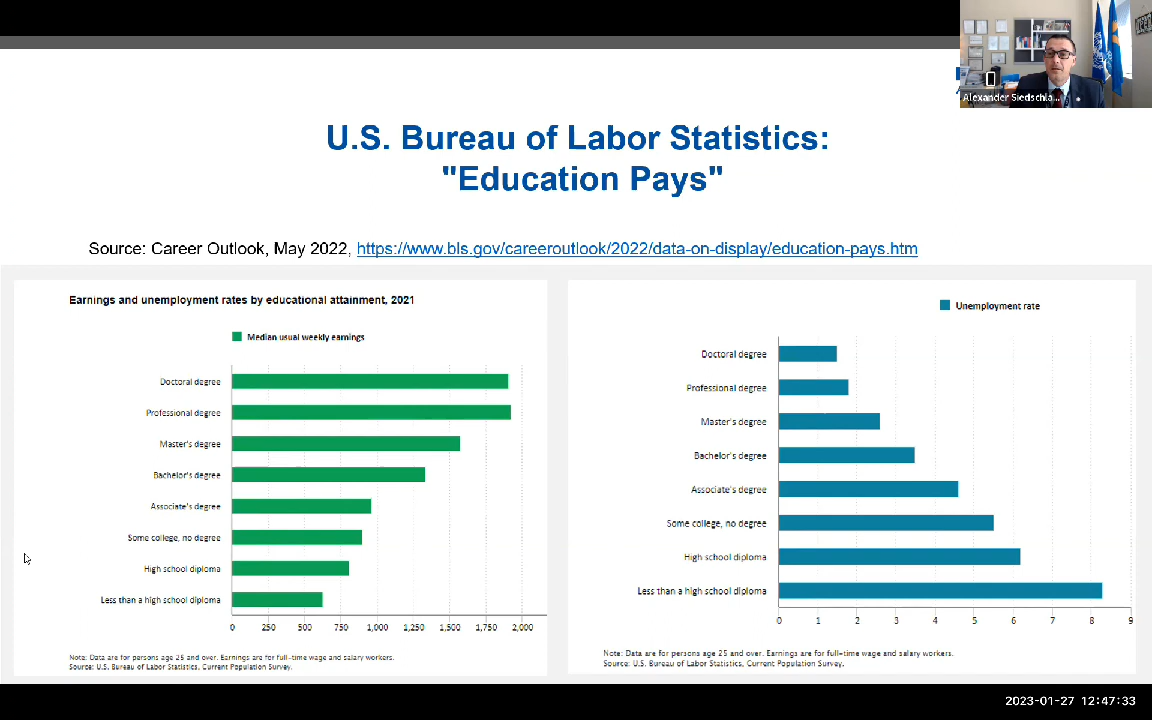 Alexander Siedschla...
U.S. Bureau of Labor Statistics:
"Education Pays"
Source: Career Outlook, May 2022, https://www.bls.gov/careeroutlook/2022/data-on-display/education-pays.htm
Earnings and unemployment rates by educational attainment, 2021
Median usual weekly earnings
Doctoral degree
Professional degree
Master's degree
Bachelor's degree
Associate's degree
Some college, no degree
High school diploma
Less than a high school diploma
0 250 500 750 1,000 1,250 1,500 1,750 2,000
Note: Data are for persons age 25 and over. Earnings are for full-time wage and salary workers.
Source: U.S. Bureau of Labor Statistics, Current Population Survey.
Unemployment rate
Doctoral degree
Professional degree
Master's degree
Bachelor's degree
Associate's degree
Some college, no degree
High school diploma
Less than a high school diploma
0 1 2 3 4 5 6 7 8 9
Note: Data are for persons age 25 and over. Earnings are for full-time wage and salary workers.
Source: U.S. Bureau of Labor Statistics, Current Population Survey.
2023-01-27 12:47:33